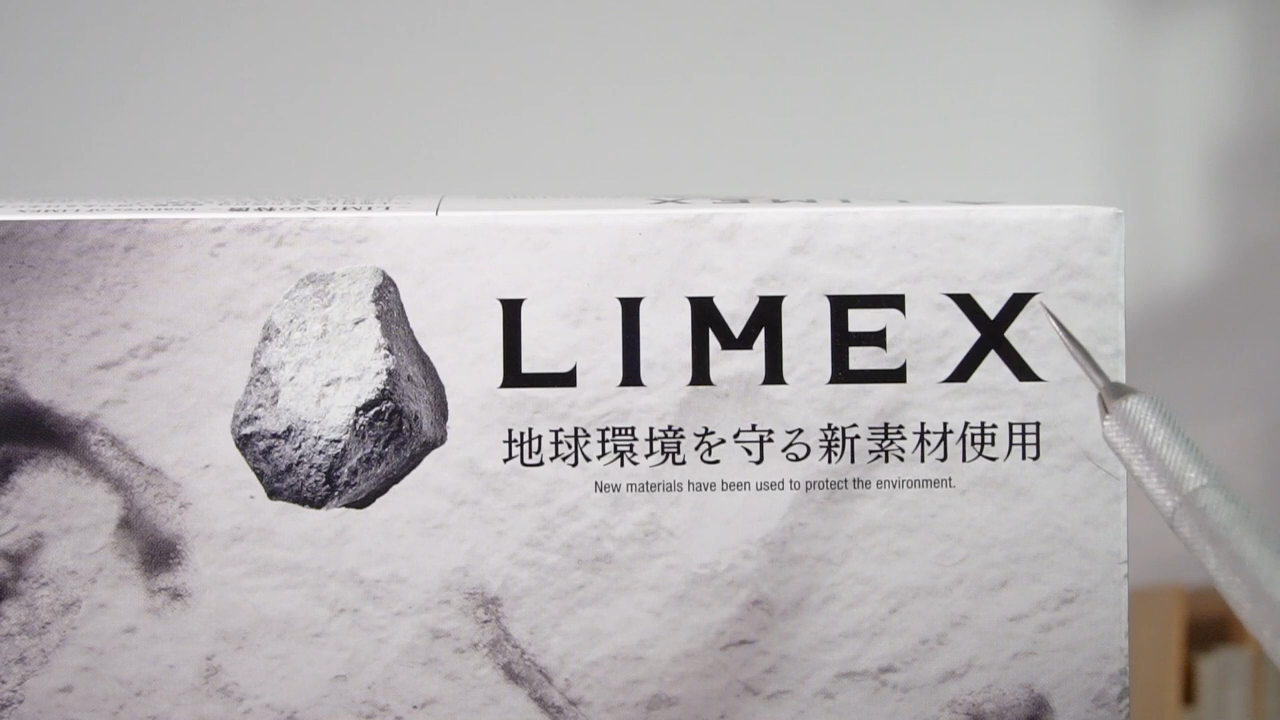 LIMEX
LIMEX
地球環境を守る新素材使用
New materials have been used to protect the environment.